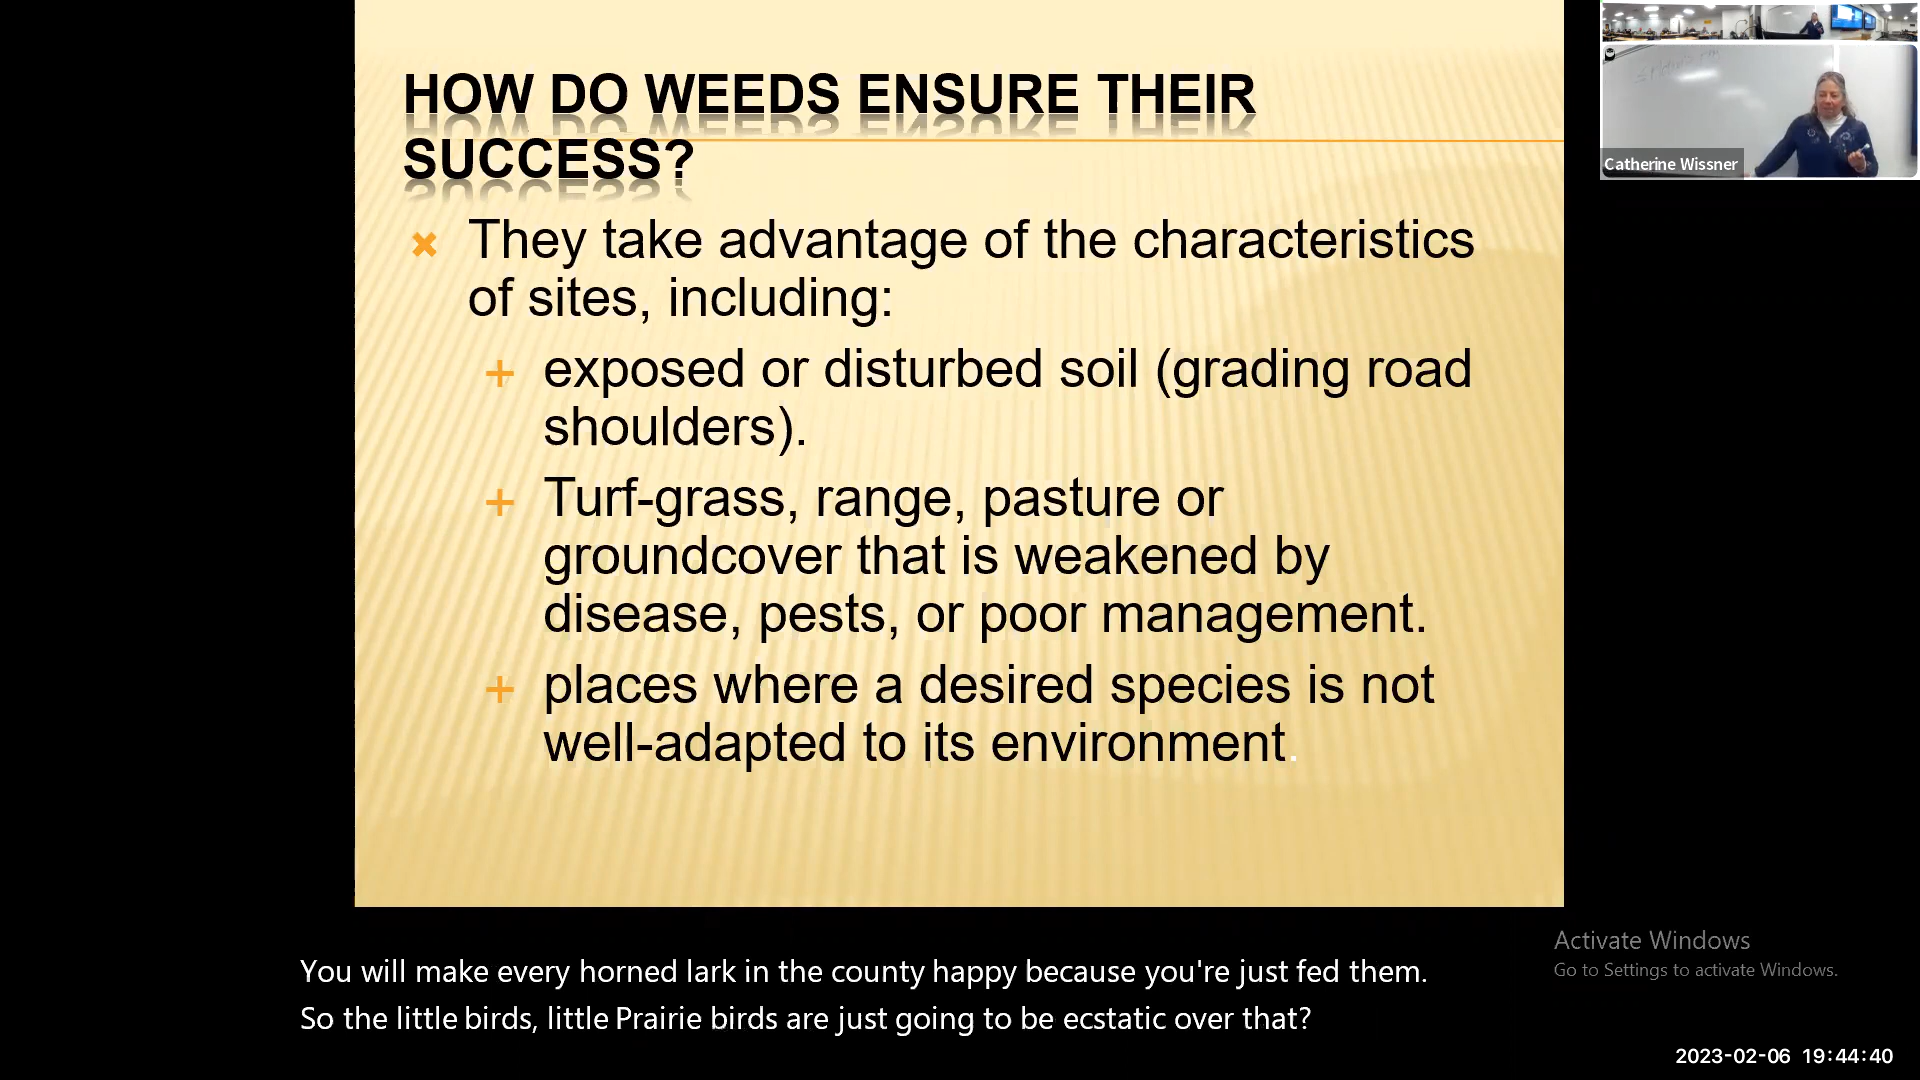 HOW DO WEEDS ENSURE THEIR
SUCCESS?
They take advantage of the characteristics
of sites, including:
exposed or disturbed soil (grading road
shoulders).
Turf-grass, range, pasture or
groundcover that is weakened by
disease, pests, or poor management.
places where a desired species is not
well-adapted to its environment.
Catherine Wissner
You will make every horned lark in the county happy because you're just fed them.
So the little birds, little Prairie birds are just going to be ecstatic over that?
Activate Windows
Go to Settings to activate Windows.
2023-02-06 19:44:40